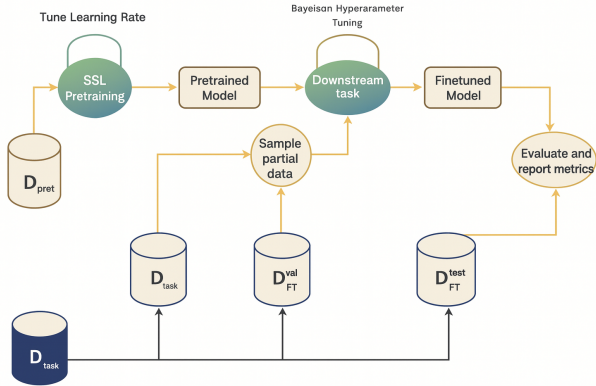 Tune Learning Rate
Bayeisan Hyperarameter
Tuning
SSL
Pretraining
Pretrained
Model
Downstream
task
Finetuned
Model
D pret
Sample
partial
data
Evaluate and
report metrics
D task
D val FT
D test FT
D task